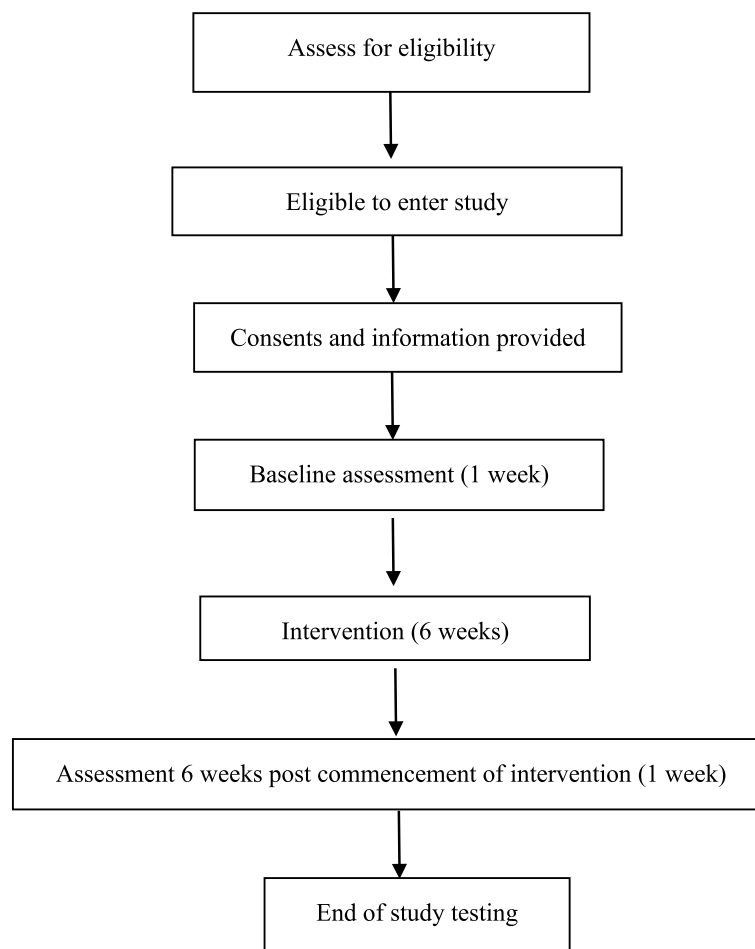 Assess for eligibility
Eligible to enter study
Consents and information provided
Baseline assessment (1 week)
Intervention (6 weeks)
Assessment 6 weeks post commencement of intervention (1 week)
End of study testing